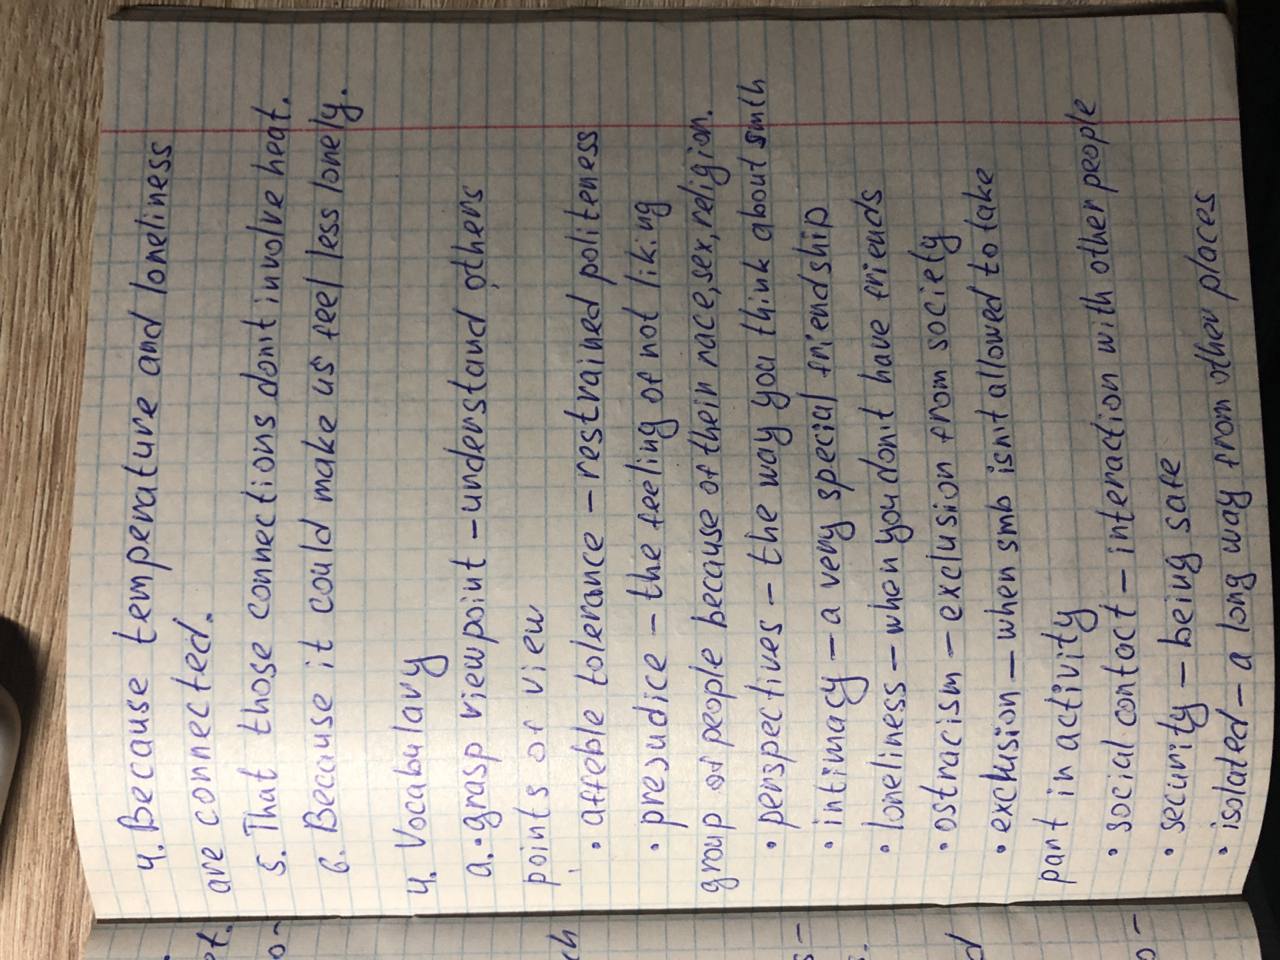 4. Because temperature and loneliness
are connected.
5. That those connections don't involve heat.
6. Because it could make us feel less lonely.
4. Vocabulary
a. • grasp viewpoint – understand others
points of view
• affeble tolerance – restrained politeness
• presudice – the feeling of not liking
group of people because of their race, sex, religion.
• perspectives – the way you think about smth
• intimacy – a very special friendship
• loneliness – when you don't have friends
• ostracism – exclusion from society
• exclusion – when smb isn't allowed to take
part in activity
• social contact – interaction with other people
• security – being safe
• isolated – a long way from other places